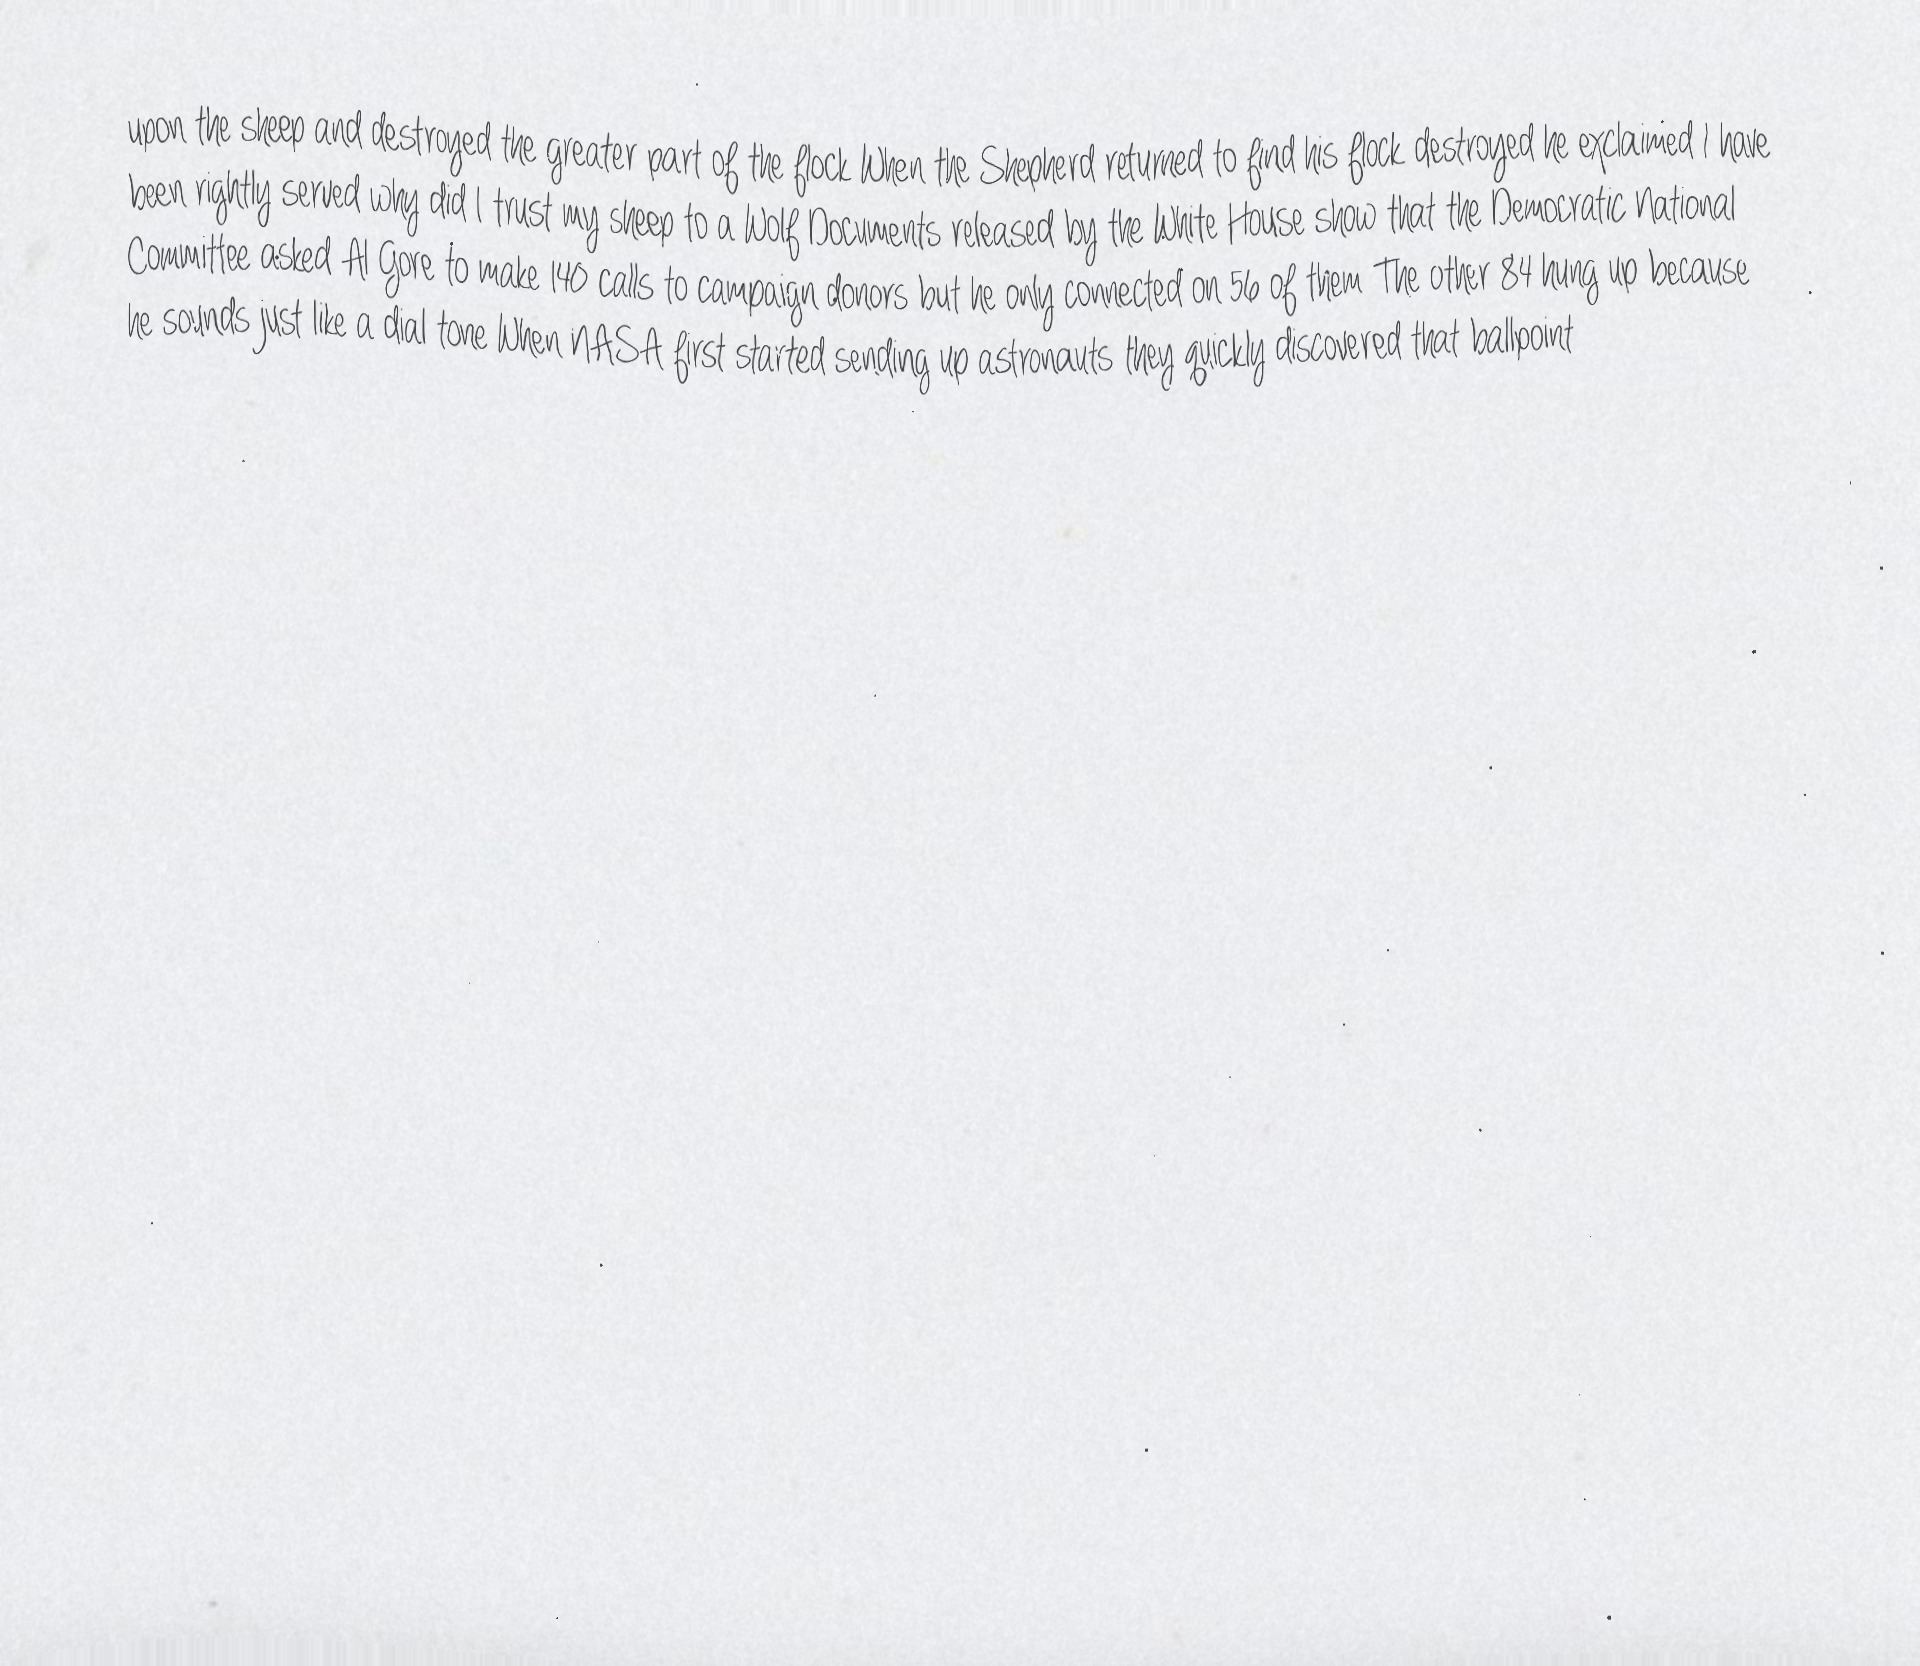 upon the sheep and destroyed the greater part of the flock When the Shepherd returned to find his flock destroyed he exclaimed I have
been rightly served why did I trust my sheep to a Wolf Documents released by the White House show that the Democratic National
Committee asked Al Gore to make 140 calls to campaign donors but he only connected on 56 of them The other 84 hung up because
he sounds just like a dial tone When NASA first started sending up astronauts they quickly discovered that ballpoint